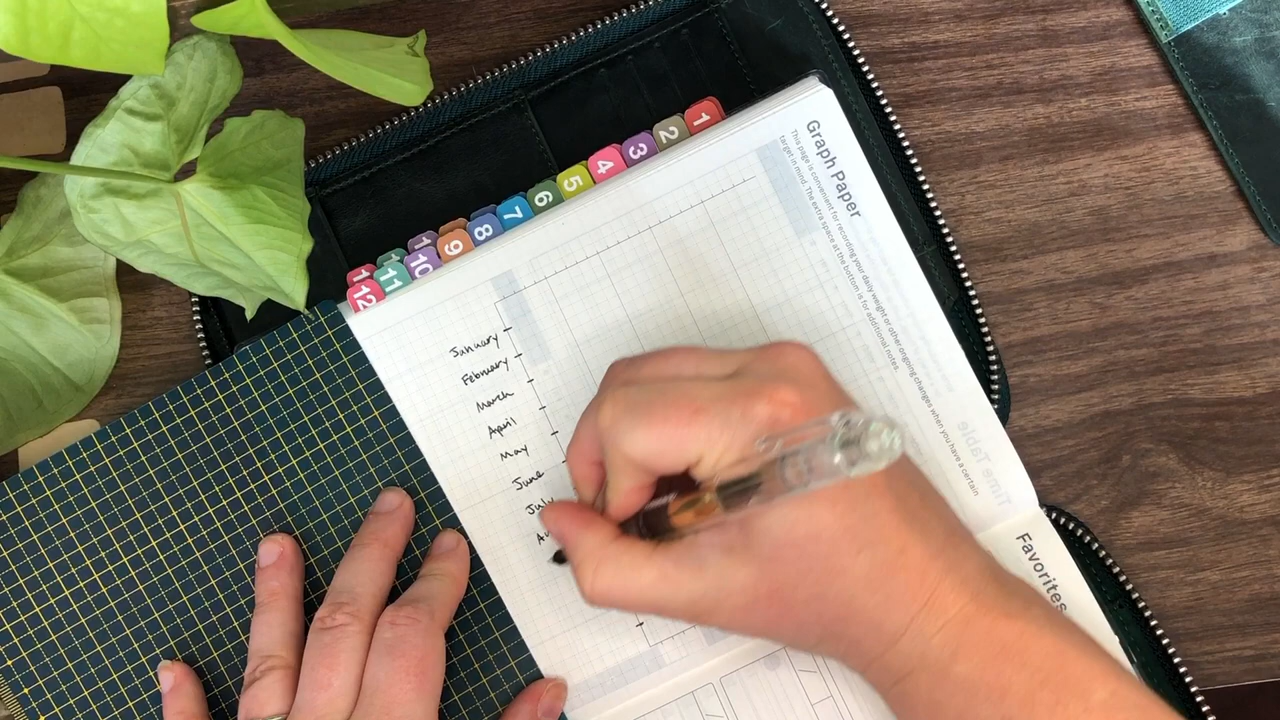 Graph Paper
This page is convenient for recording your daily weight or other ongoing changes when you have a certain
target in mind. The extra space at the bottom is for additional notes.
1
2
3
4
5
6
7
8
9
10
11
12
January
February
March
April
May
June
July
Time Table
Favorites